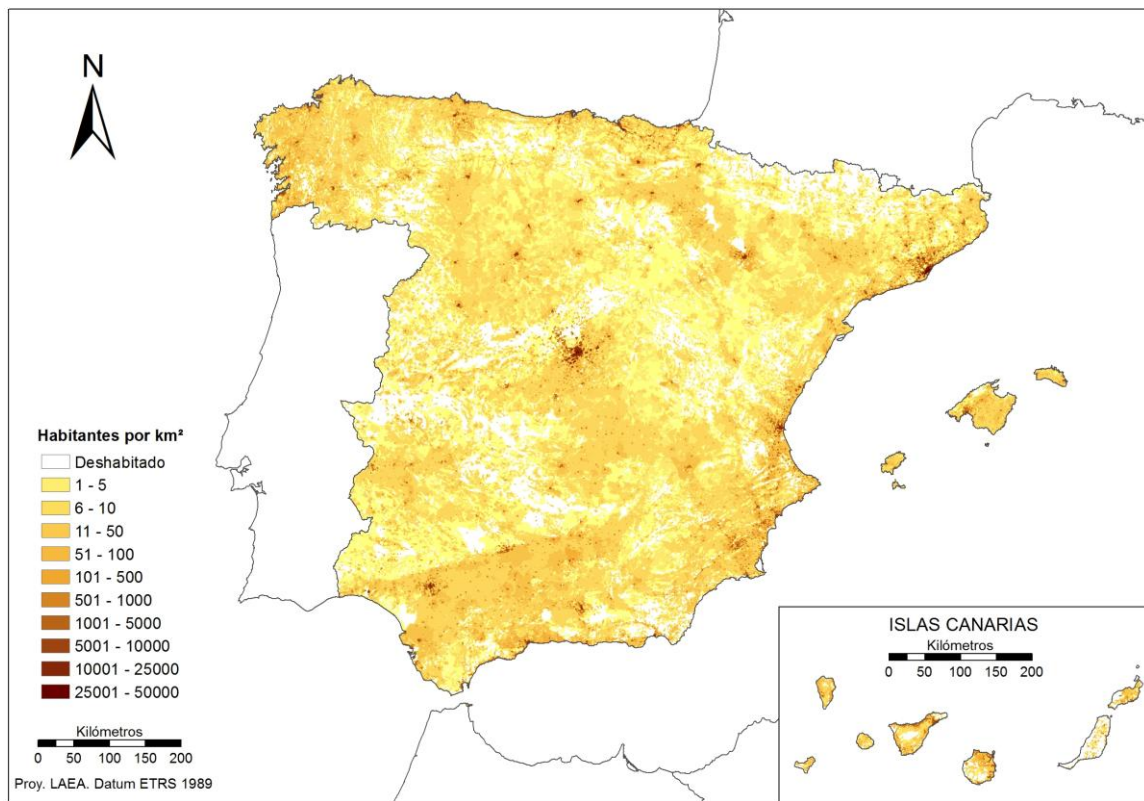 N
Habitantes por km²
Deshabitado
1 - 5
6 - 10
11 - 50
51 - 100
101 - 500
501 - 1000
1001 - 5000
5001 - 10000
10001 - 25000
25001 - 50000
Kilómetros
0 50 100 150 200
Proy. LAEA. Datum ETRS 1989
ISLAS CANARIAS
Kilómetros
0 50 100 150 200